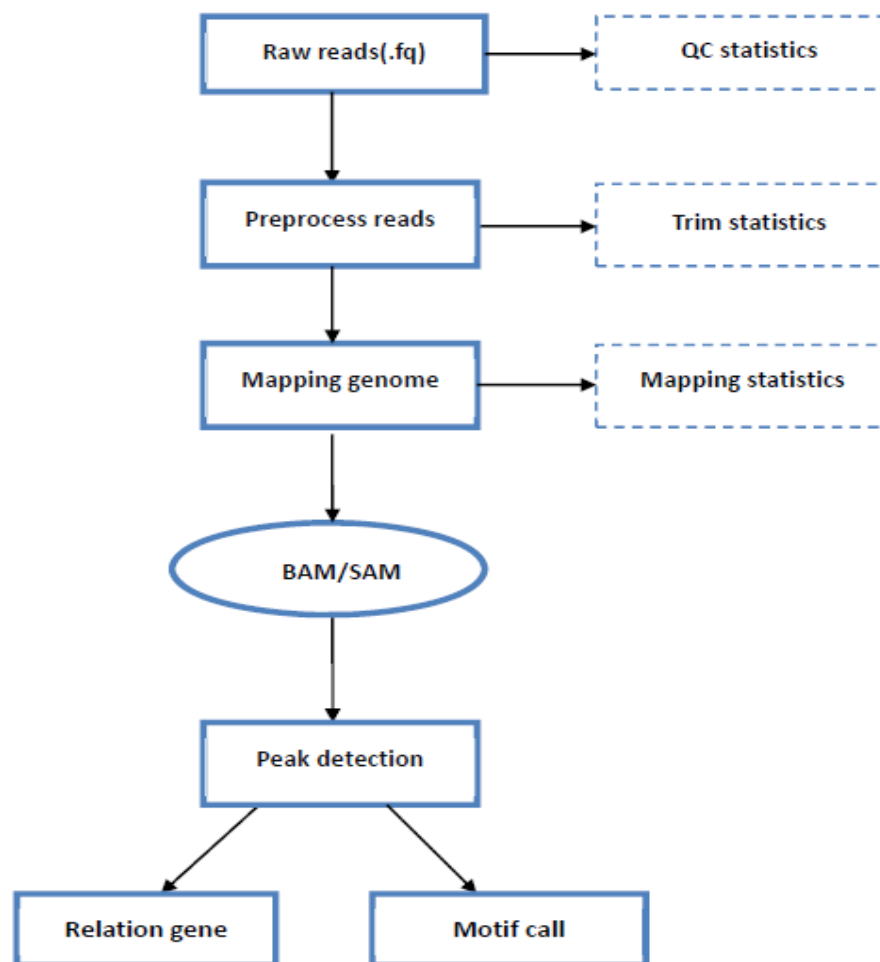 Raw reads(.fq)
QC statistics
Preprocess reads
Trim statistics
Mapping genome
Mapping statistics
BAM/SAM
Peak detection
Relation gene
Motif call